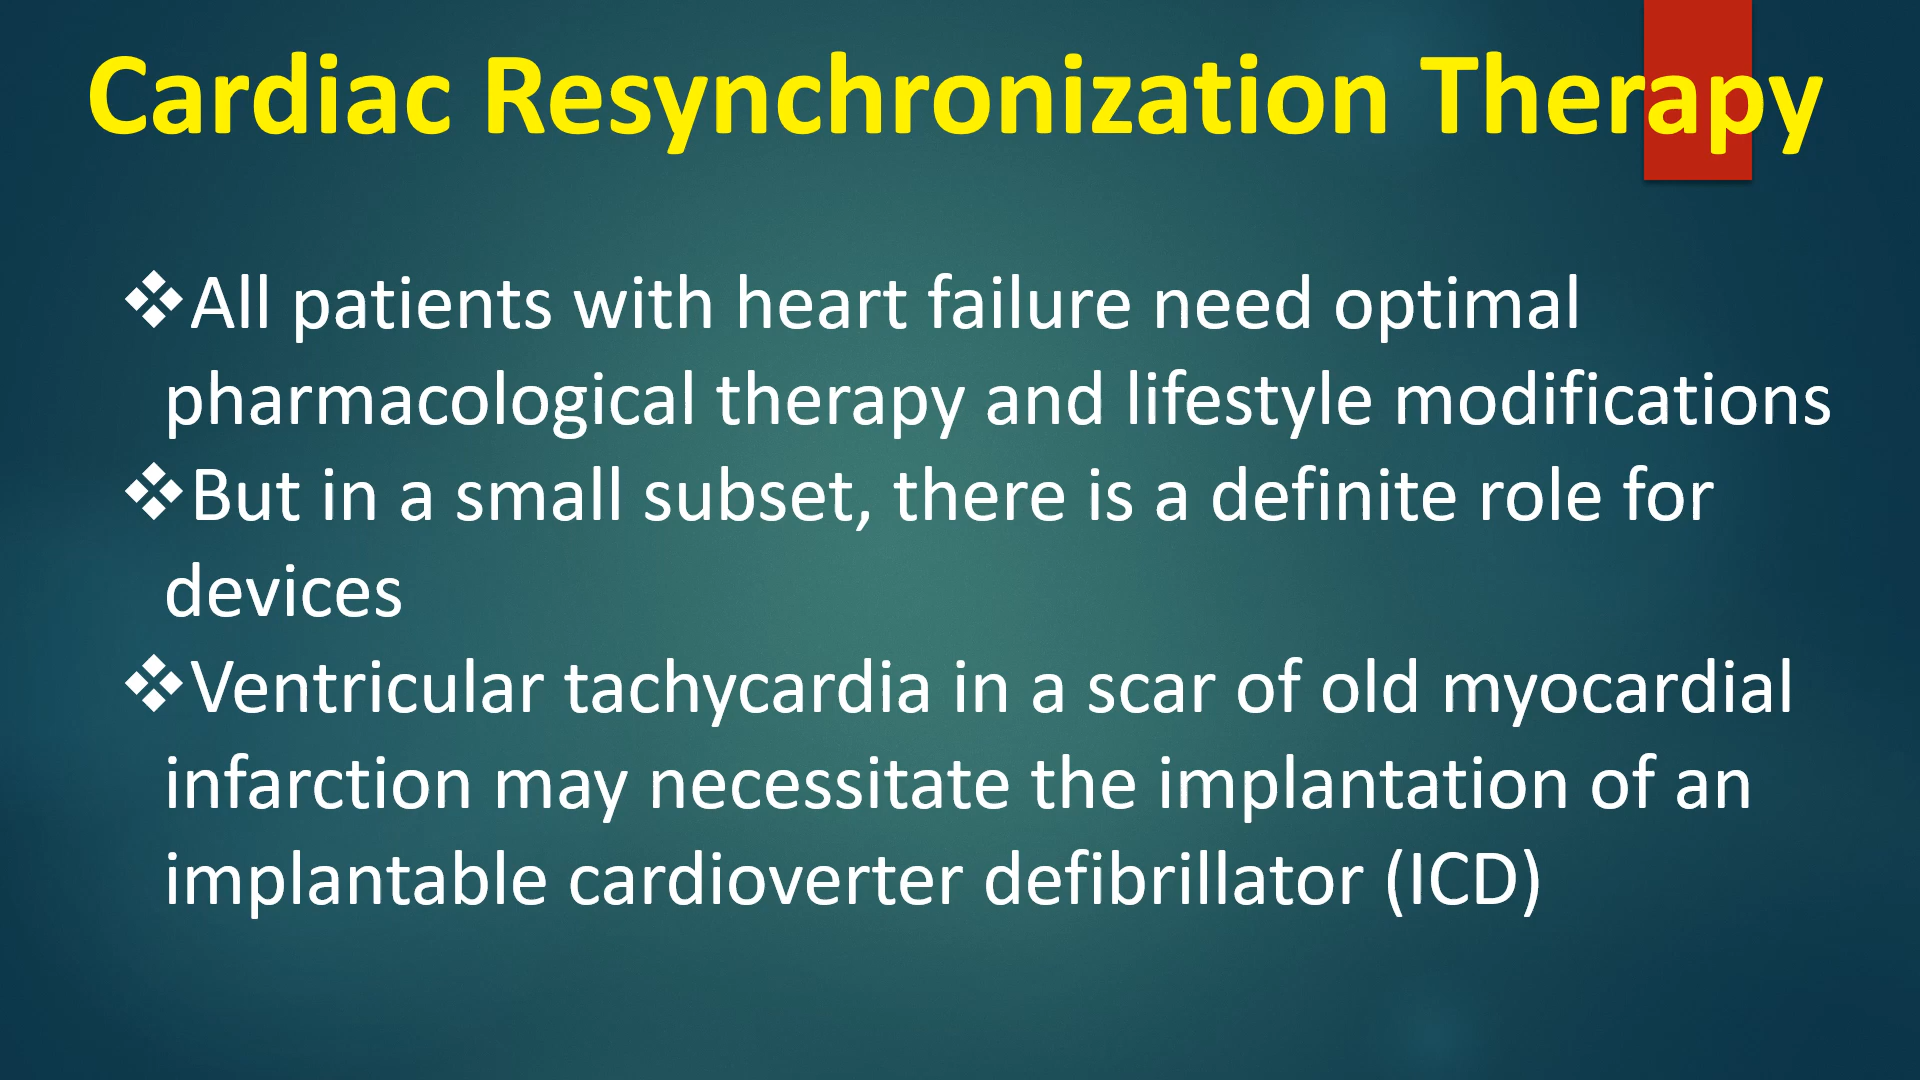 Cardiac Resynchronization Therapy
❖All patients with heart failure need optimal
pharmacological therapy and lifestyle modifications
❖But in a small subset, there is a definite role for
devices
❖Ventricular tachycardia in a scar of old myocardial
infarction may necessitate the implantation of an
implantable cardioverter defibrillator (ICD)